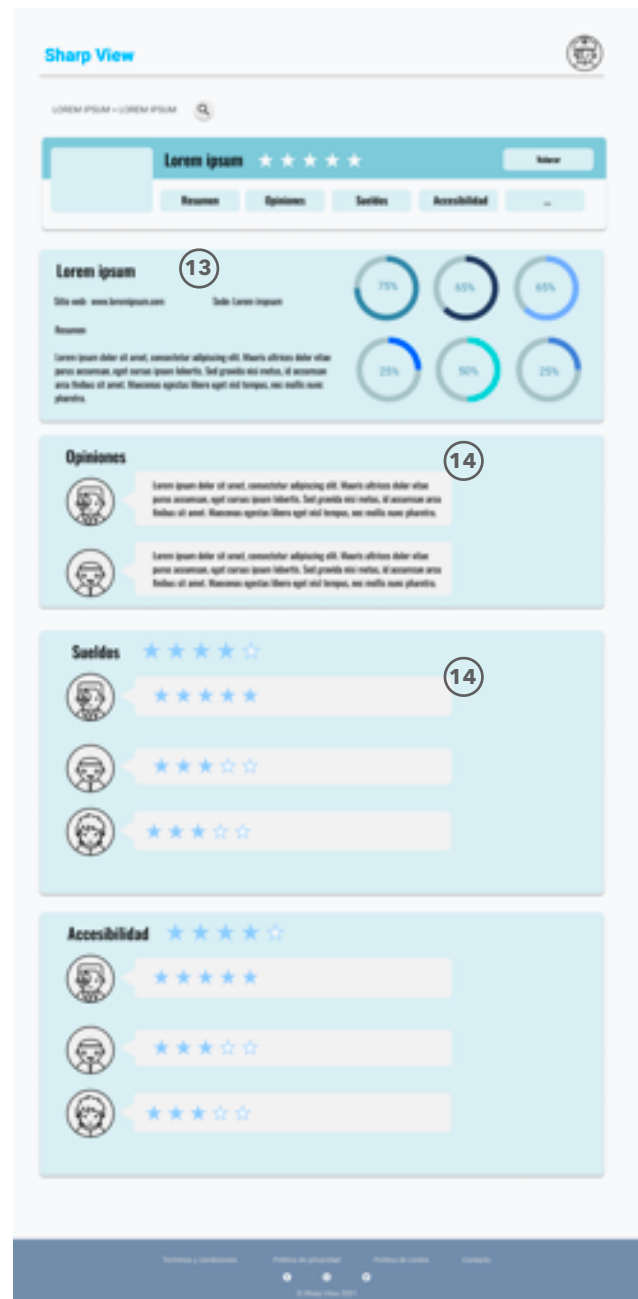 Sharp View
LOREM IPSUM > LOREM IPSUM
Lorem ipsum
Valorar
Resumen Opiniones Sueldos Accesibilidad ...
Lorem ipsum 13
Sitio web: www.loremipsum.com Sede: Lorem impsum
Resumen
Lorem ipsum dolor sit amet, consectetur adipiscing elit. Mauris ultrices dolor vitae
purus accumsan, eget cursus ipsum lobortis. Sed gravida nisi metus, id accumsan
arcu finibus sit amet. Maecenas egestas libero eget nisl tempus, nec mollis nunc
pharetra.
75% 65% 65%
25% 50% 25%
Opiniones 14
Lorem ipsum dolor sit amet, consectetur adipiscing elit. Mauris ultrices dolor vitae
purus accumsan, eget cursus ipsum lobortis. Sed gravida nisi metus, id accumsan arcu
finibus sit amet. Maecenas egestas libero eget nisl tempus, nec mollis nunc pharetra.
Lorem ipsum dolor sit amet, consectetur adipiscing elit. Mauris ultrices dolor vitae
purus accumsan, eget cursus ipsum lobortis. Sed gravida nisi metus, id accumsan arcu
finibus sit amet. Maecenas egestas libero eget nisl tempus, nec mollis nunc pharetra.
Sueldos
14
Accesibilidad
Terminos y condiciones Politica de privacidad Politica de cookie Contacto
© Sharp View 2021